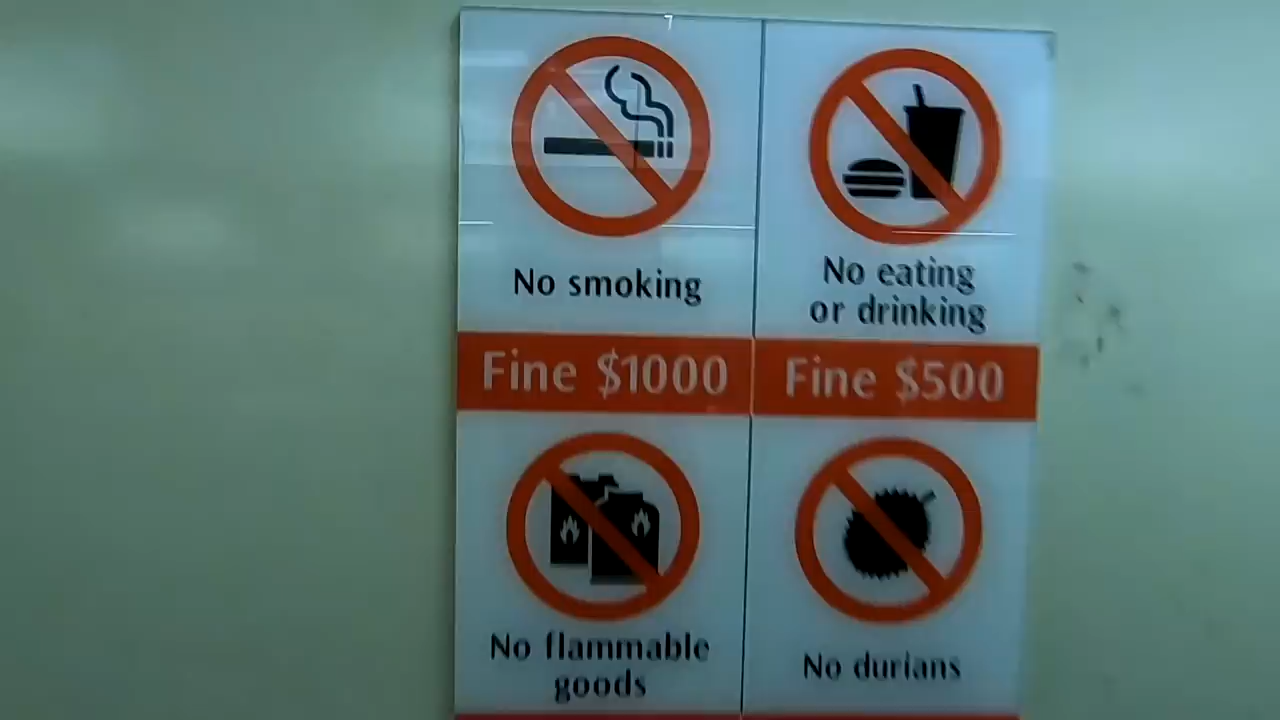 No smoking
No eating
or drinking
Fine $1000
Fine $500
No flammable
goods
No durians